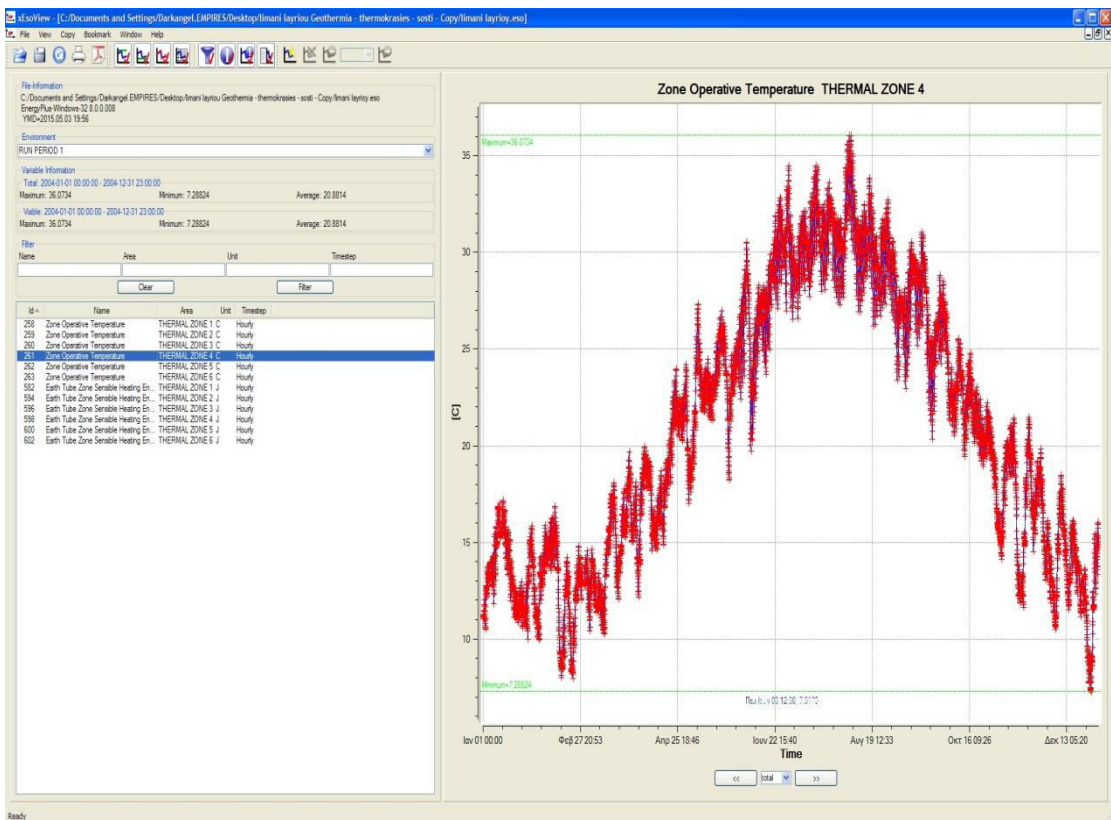 xEsoView - [C:/Documents and Settings/Darkangel.EMPIRES/Desktop/limani layriou Geothermia - thermokrasies - sosti - Copy/limani layrioy.eso]
File View Copy Bookmark Window Help
File-Information
C:/Documents and Settings/Darkangel.EMPIRES/Desktop/limani layriou Geothermia - thermokrasies - sosti - Copy/limani layrioy.eso
EnergyPlus-Windows-32 8.0.0.008
YMD=2015.05.03 19:56
Environment
RUN PERIOD 1
Variable Information
Total: 2004-01-01 00:00:00 - 2004-12-31 23:00:00
Maximum: 36.0734 Minimum: 7.28824 Average: 20.8814
Visible: 2004-01-01 00:00:00 - 2004-12-31 23:00:00
Maximum: 36.0734 Minimum: 7.28824 Average: 20.8814
Filter
Name Area Unit Timestep
Clear Filter
Id Name Area Unit Timestep
258 Zone Operative Temperature THERMAL ZONE 1 C Hourly
259 Zone Operative Temperature THERMAL ZONE 2 C Hourly
260 Zone Operative Temperature THERMAL ZONE 3 C Hourly
261 Zone Operative Temperature THERMAL ZONE 4 C Hourly
262 Zone Operative Temperature THERMAL ZONE 5 C Hourly
263 Zone Operative Temperature THERMAL ZONE 6 C Hourly
592 Earth Tube Zone Sensible Heating En... THERMAL ZONE 1 J Hourly
594 Earth Tube Zone Sensible Heating En... THERMAL ZONE 2 J Hourly
596 Earth Tube Zone Sensible Heating En... THERMAL ZONE 3 J Hourly
598 Earth Tube Zone Sensible Heating En... THERMAL ZONE 4 J Hourly
600 Earth Tube Zone Sensible Heating En... THERMAL ZONE 5 J Hourly
602 Earth Tube Zone Sensible Heating En... THERMAL ZONE 6 J Hourly
Zone Operative Temperature THERMAL ZONE 4
Maximum=36.0734
35
30
25
20
[C]
15
10
Minimum=7.28824
Ιαν 01 00:00 Φεβ 27 20:53 Απρ 25 18:46 Ιουν 22 15:40 Αυγ 19 12:33 Οκτ 16 09:26 Δεκ 13 05:20
Time
<< total >>
Ready